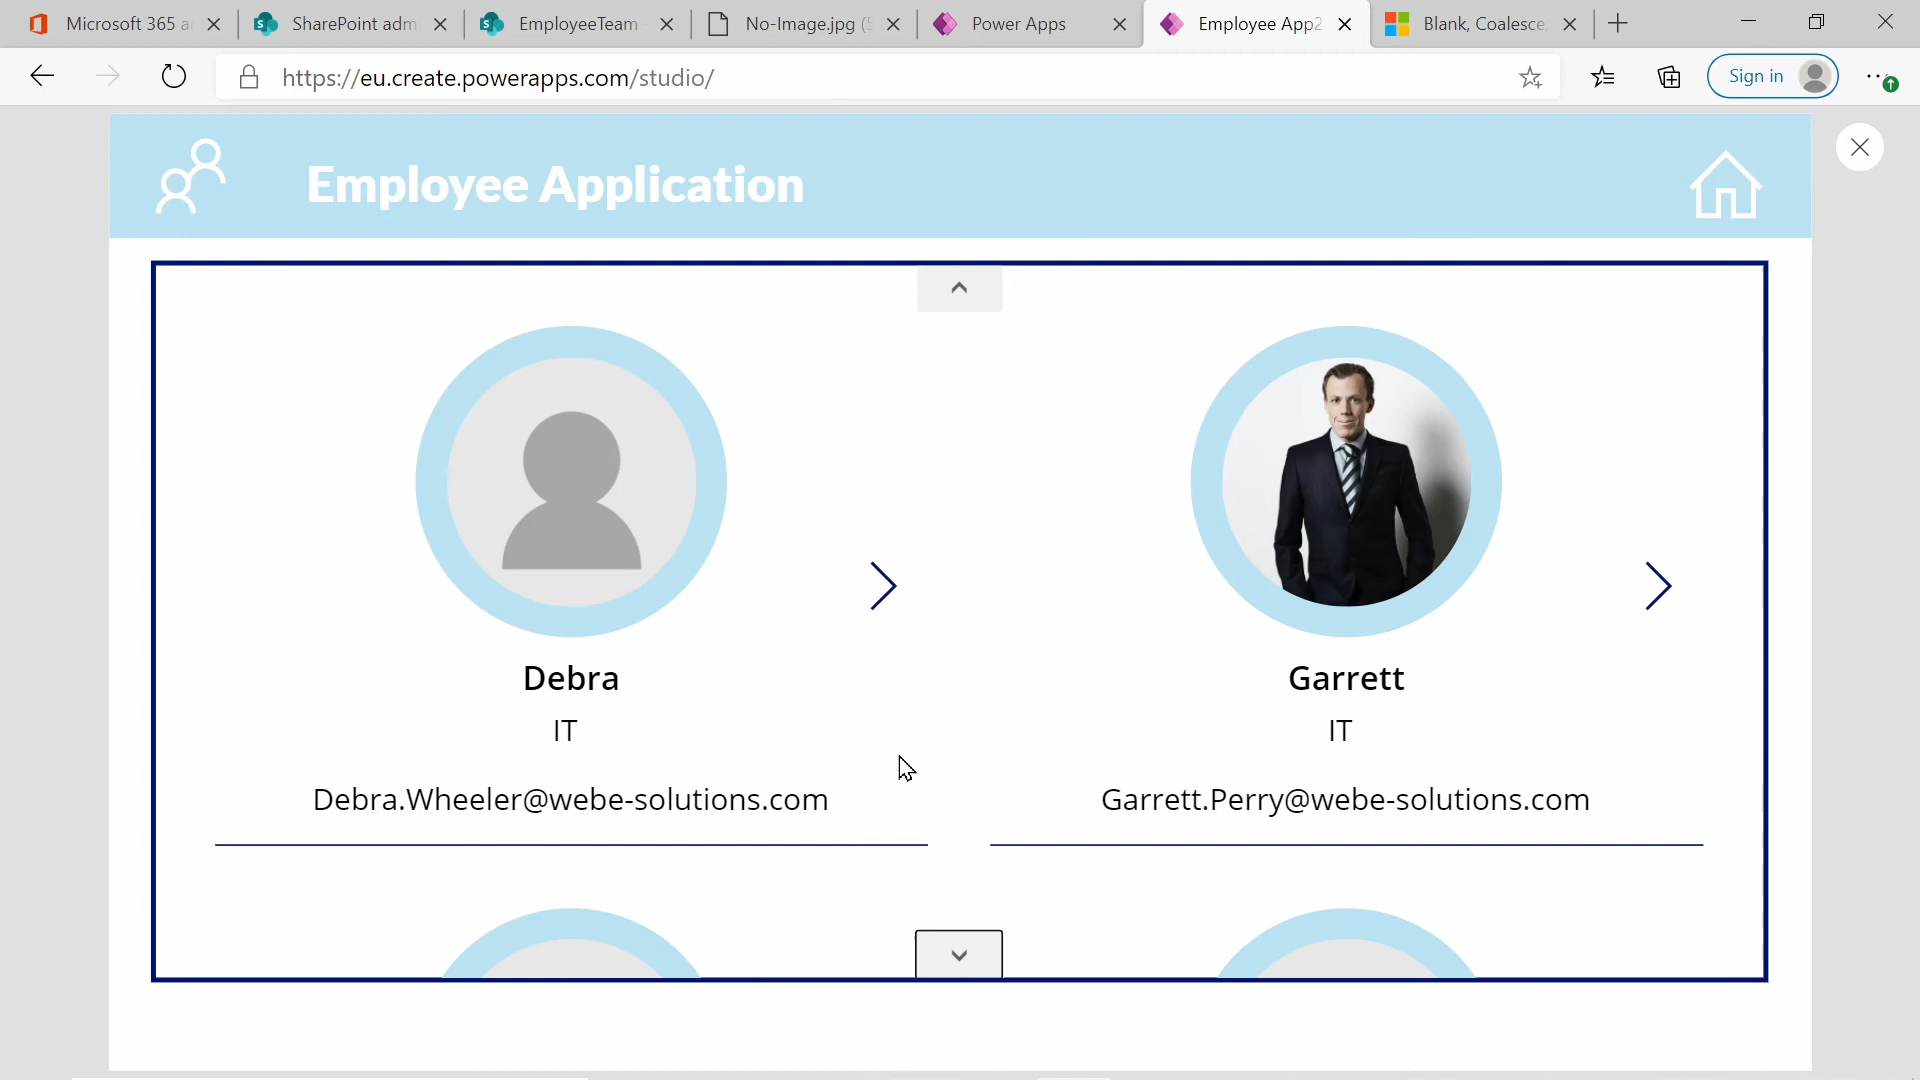 Microsoft 365 a
SharePoint adm
EmployeeTeam
No-Image.jpg (5
Power Apps
Employee App2
Blank, Coalesce,
https://eu.create.powerapps.com/studio/
Sign in
Employee Application
Debra
IT
Debra.Wheeler@webe-solutions.com
Garrett
IT
Garrett.Perry@webe-solutions.com